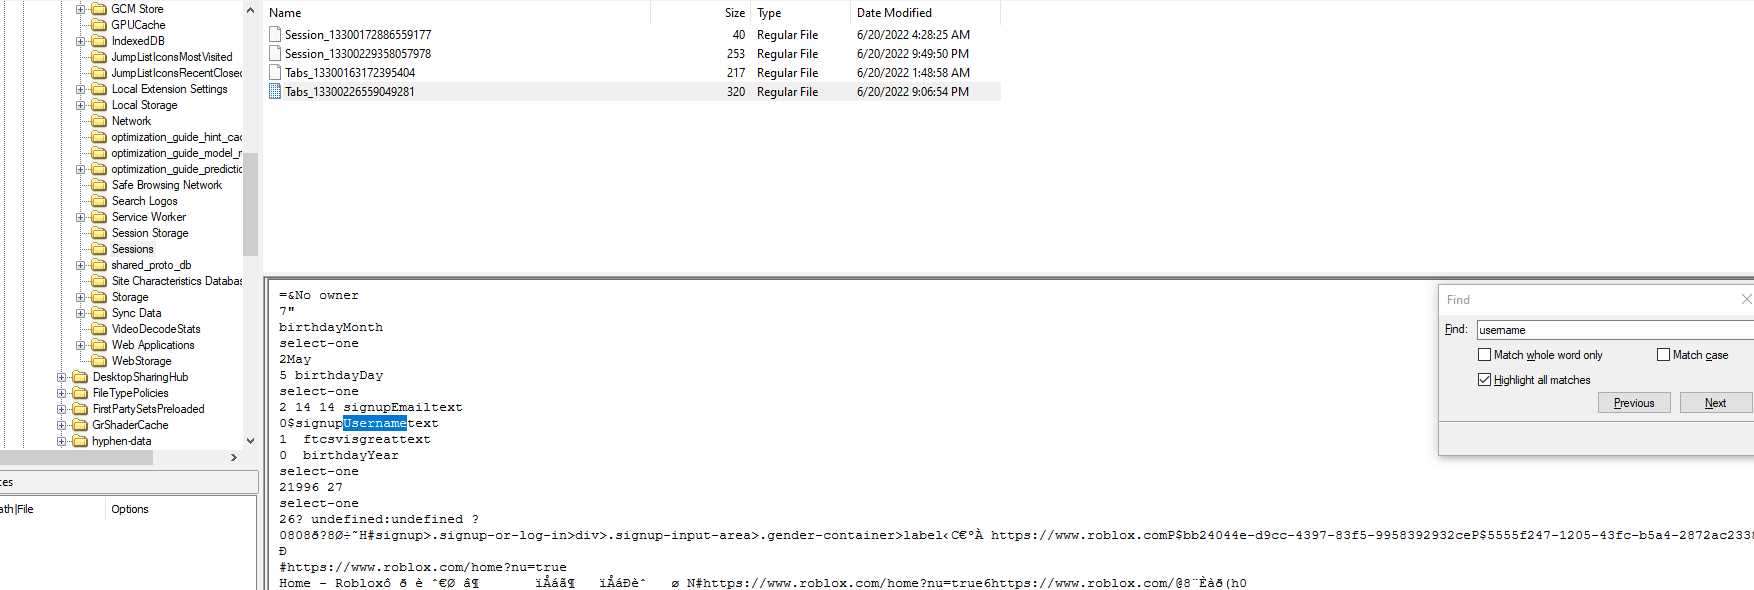 GCM Store
GPUCache
IndexedDB
JumpListIconsMostVisited
JumpListIconsRecentClosed
Local Extension Settings
Local Storage
Network
optimization_guide_hint_cac
optimization_guide_model_r
optimization_guide_predictic
Safe Browsing Network
Search Logos
Service Worker
Session Storage
Sessions
shared_proto_db
Site Characteristics Databas
Storage
Sync Data
VideoDecodeStats
Web Applications
WebStorage
DesktopSharingHub
FileTypePolicies
FirstPartySetsPreloaded
GrShaderCache
hyphen-data
ces
ath|File Options
Name Size Type Date Modified
Session_13300172886559177 40 Regular File 6/20/2022 4:28:25 AM
Session_13300229358057978 253 Regular File 6/20/2022 9:49:50 PM
Tabs_13300163172395404 217 Regular File 6/20/2022 1:48:58 AM
Tabs_13300226559049281 320 Regular File 6/20/2022 9:06:54 PM
=&No owner
7"
birthdayMonth
select-one
2May
5 birthdayDay
select-one
2 14 14 signupEmailtext
0$signupUsernametext
1 ftcsvisgreattext
0 birthdayYear
select-one
21996 27
select-one
26? undefined:undefined ?
0808ð?8Ø÷˜H#signup>.signup-or-log-in>div>.signup-input-area>.gender-container>label‹C€°À https://www.roblox.comP$bb24044e-d9cc-4397-83f5-9958392932ceP$5555f247-1205-43fc-b5a4-2872ac2338
Ð
#https://www.roblox.com/home?nu=true
Home - Robloxô ð è ˆ€Ø â¶ ïÅáã¶ ïÅáÐèˆ ø N#https://www.roblox.com/home?nu=true6https://www.roblox.com/@8¨Èàð(h0
Find
Find: username
Match whole word only Match case
Highlight all matches
Previous Next